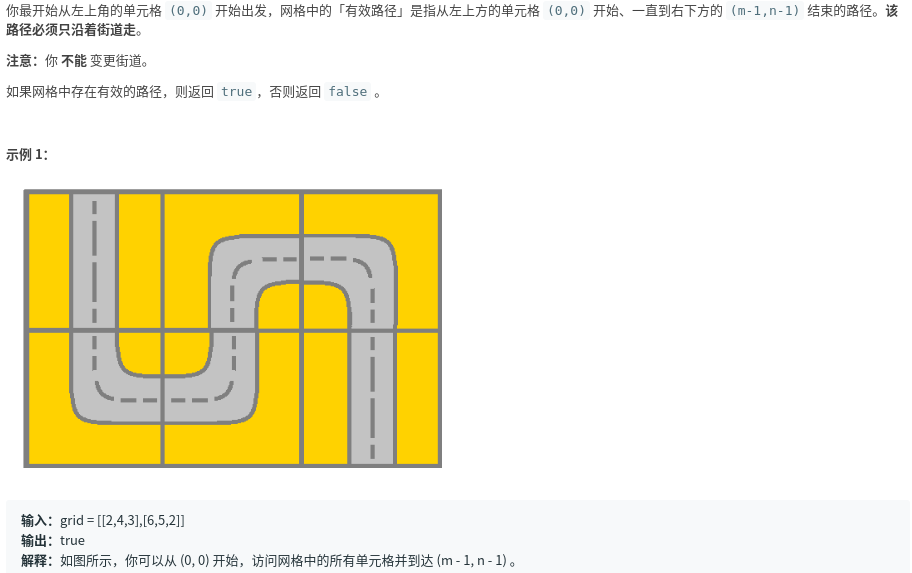 你最开始从左上角的单元格 (0,0) 开始出发，网格中的「有效路径」是指从左上方的单元格 (0,0) 开始、一直到右下方的 (m-1,n-1) 结束的路径。该
路径必须只沿着街道走。
注意：你 不能 变更街道。
如果网格中存在有效的路径，则返回 true，否则返回 false 。
示例 1：
输入：grid = [[2,4,3],[6,5,2]]
输出：true
解释：如图所示，你可以从 (0, 0) 开始，访问网格中的所有单元格并到达 (m - 1, n - 1) 。